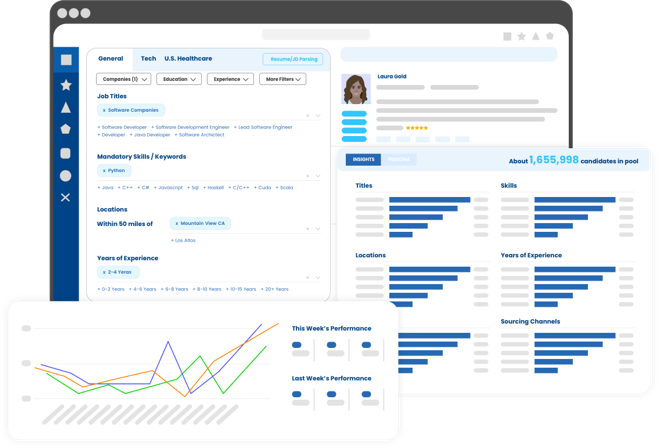 General Tech U.S. Healthcare Resume/JD Parsing
Companies (1) Education Experience More Filters
Job Titles
x Software Companies
+ Software Developer + Software Development Engineer + Lead Software Engineer
+ Developer + Java Developer + Software Architect
Mandatory Skills / Keywords
x Python
+ Java + C++ + C# + Javascript + Sql + Haskell + C/C++ + Cuda + Scala
Locations
Within 50 miles of x Mountain View CA
+ Los Altos
Years of Experience
x 2-4 Yeras
+ 0-2 Years + 4-6 Years + 6-8 Years + 8-10 Years + 10-15 Years + 20+ Years
Laura Gold
INSIGHTS
About 1,655,998 candidates in pool
Titles Skills
Locations Years of Experience
Sourcing Channels
This Week's Performance
Last Week's Performance